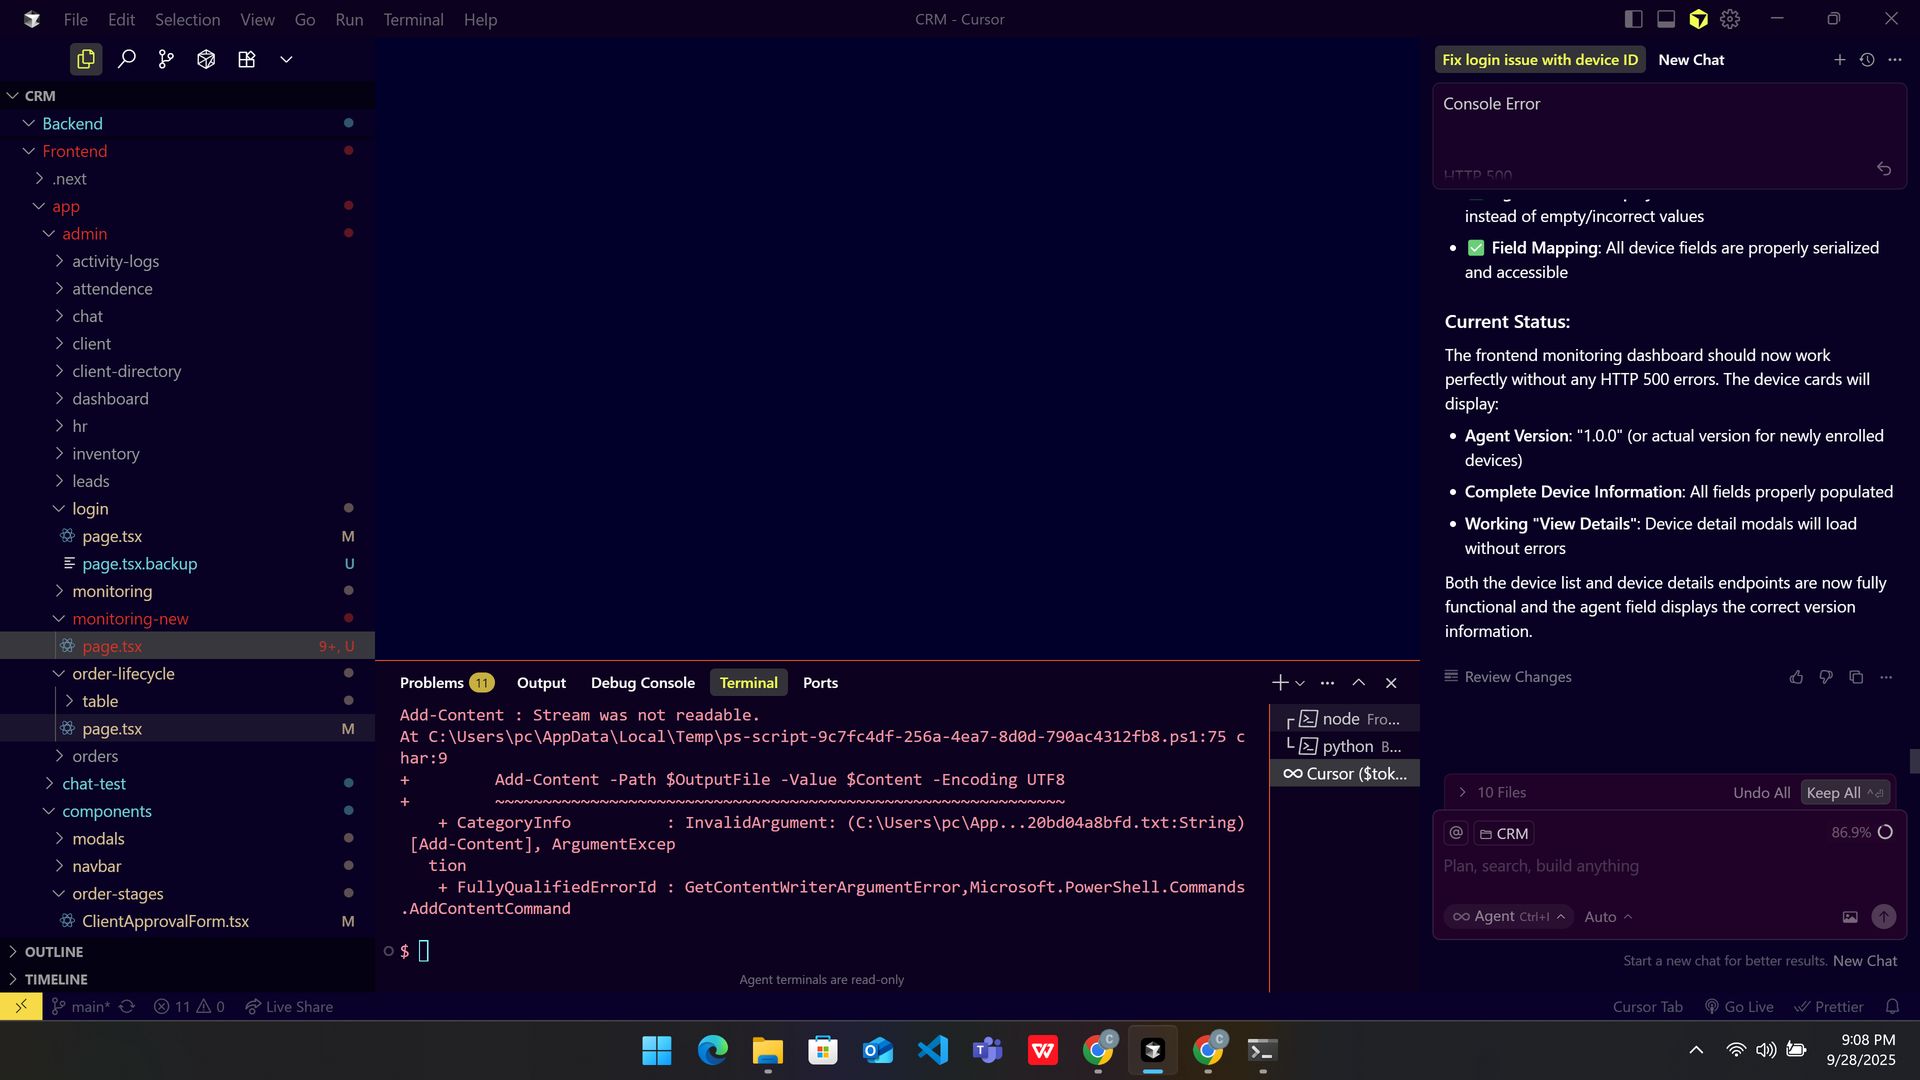 File Edit Selection View Go Run Terminal Help
CRM - Cursor
CRM
Backend
Frontend
.next
app
admin
activity-logs
attendence
chat
client
client-directory
dashboard
hr
inventory
leads
login
page.tsx M
page.tsx.backup U
monitoring
monitoring-new
page.tsx 9+, U
order-lifecycle
table
page.tsx M
orders
chat-test
components
modals
navbar
order-stages
ClientApprovalForm.tsx M
OUTLINE
TIMELINE
Problems 11 Output Debug Console Terminal Ports
Add-Content : Stream was not readable.
At C:\Users\pc\AppData\Local\Temp\ps-script-9c7fc4df-256a-4ea7-8d0d-790ac4312fb8.ps1:75 c
har:9
+ Add-Content -Path $OutputFile -Value $Content -Encoding UTF8
+ ~~~~~~~~~~~~~~~~~~~~~~~~~~~~~~~~~~~~~~~~~~~~~~~~~~~~~~~~~
+ CategoryInfo : InvalidArgument: (C:\Users\pc\App...20bd04a8bfd.txt:String)
[Add-Content], ArgumentExcep
tion
+ FullyQualifiedErrorId : GetContentWriterArgumentError,Microsoft.PowerShell.Commands
.AddContentCommand
$
Agent terminals are read-only
node Fro...
python B...
Cursor ($tok...
Fix login issue with device ID New Chat
Console Error
HTTP 500
instead of empty/incorrect values
• ✅ Field Mapping: All device fields are properly serialized
and accessible
Current Status:
The frontend monitoring dashboard should now work
perfectly without any HTTP 500 errors. The device cards will
display:
• Agent Version: "1.0.0" (or actual version for newly enrolled
devices)
• Complete Device Information: All fields properly populated
• Working "View Details": Device detail modals will load
without errors
Both the device list and device details endpoints are now fully
functional and the agent field displays the correct version
information.
Review Changes
10 Files Undo All Keep All
@ CRM 86.9%
Plan, search, build anything
Agent Ctrl+I Auto
Start a new chat for better results. New Chat
main* 11 0 Live Share
Cursor Tab Go Live Prettier
9:08 PM
9/28/2025